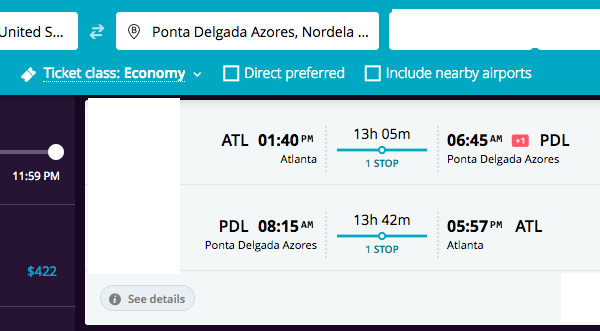 United S...
Ponta Delgada Azores, Nordela ...
Ticket class: Economy
Direct preferred
Include nearby airports
11:59 PM
$422
ATL 01:40 PM
Atlanta
13h 05m
1 STOP
06:45 AM +1 PDL
Ponta Delgada Azores
PDL 08:15 AM
Ponta Delgada Azores
13h 42m
1 STOP
05:57 PM ATL
Atlanta
i See details